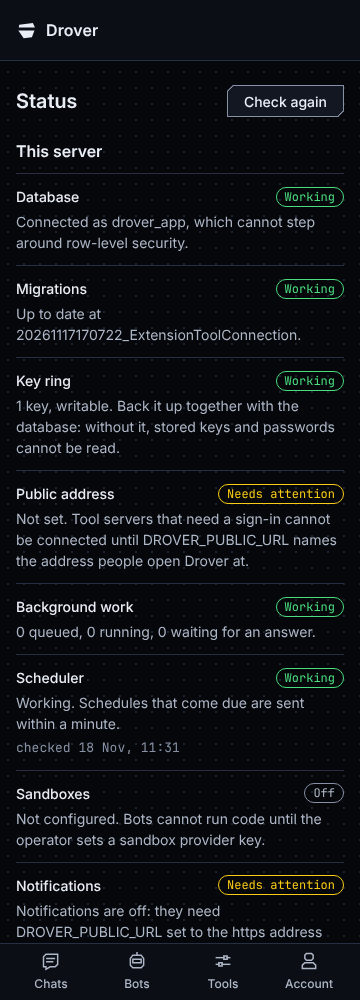 Drover
Status
Check again
This server
Database
Working
Connected as drover_app, which cannot step
around row-level security.
Migrations
Working
Up to date at
20261117170722_ExtensionToolConnection.
Key ring
Working
1 key, writable. Back it up together with the
database: without it, stored keys and passwords
cannot be read.
Public address
Needs attention
Not set. Tool servers that need a sign-in cannot
be connected until DROVER_PUBLIC_URL names
the address people open Drover at.
Background work
Working
0 queued, 0 running, 0 waiting for an answer.
Scheduler
Working
Working. Schedules that come due are sent
within a minute.
checked 18 Nov, 11:31
Sandboxes
Off
Not configured. Bots cannot run code until the
operator sets a sandbox provider key.
Notifications
Needs attention
Notifications are off: they need
DROVER_PUBLIC_URL set to the https address
Chats
Bots
Tools
Account